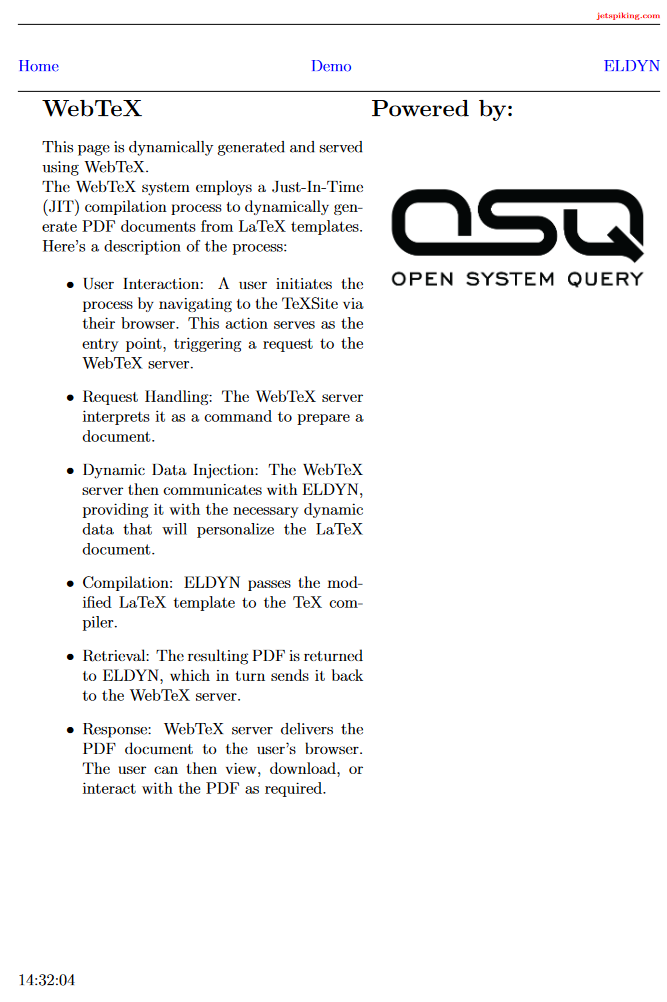 jetspiking.com
Home Demo ELDYN
WebTeX
This page is dynamically generated and served
using WebTeX.
The WebTeX system employs a Just-In-Time
(JIT) compilation process to dynamically gen-
erate PDF documents from LaTeX templates.
Here's a description of the process:
• User Interaction: A user initiates the
process by navigating to the TeXSite via
their browser. This action serves as the
entry point, triggering a request to the
WebTeX server.
• Request Handling: The WebTeX server
interprets it as a command to prepare a
document.
• Dynamic Data Injection: The WebTeX
server then communicates with ELDYN,
providing it with the necessary dynamic
data that will personalize the LaTeX
document.
• Compilation: ELDYN passes the mod-
ified LaTeX template to the TeX com-
piler.
• Retrieval: The resulting PDF is returned
to ELDYN, which in turn sends it back
to the WebTeX server.
• Response: WebTeX server delivers the
PDF document to the user's browser.
The user can then view, download, or
interact with the PDF as required.
Powered by:
OSQ
OPEN SYSTEM QUERY
14:32:04